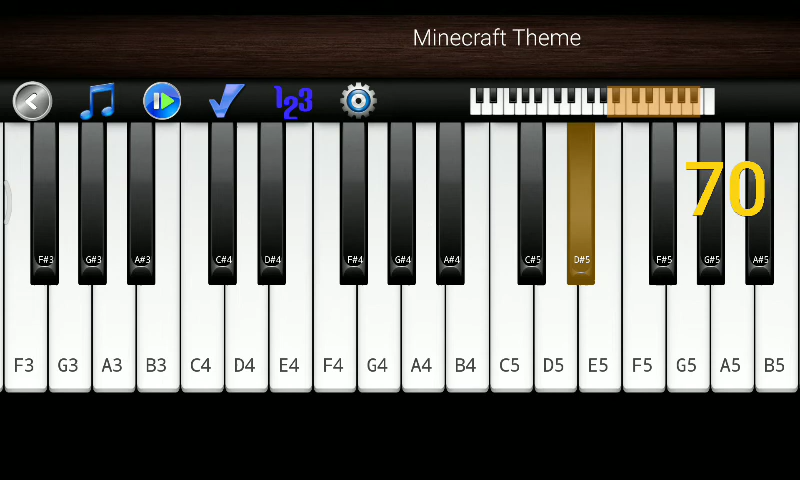 Minecraft Theme
123
70
F#3 G#3 A#3 C#4 D#4 F#4 G#4 A#4 C#5 D#5 F#5 G#5 A#5
F3 G3 A3 B3 C4 D4 E4 F4 G4 A4 B4 C5 D5 E5 F5 G5 A5 B5